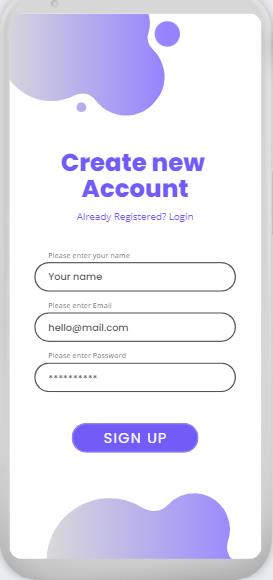 Create new
Account
Already Registered? Login
Please enter your name
Your name
Please enter Email
hello@mail.com
Please enter Password
**********
SIGN UP